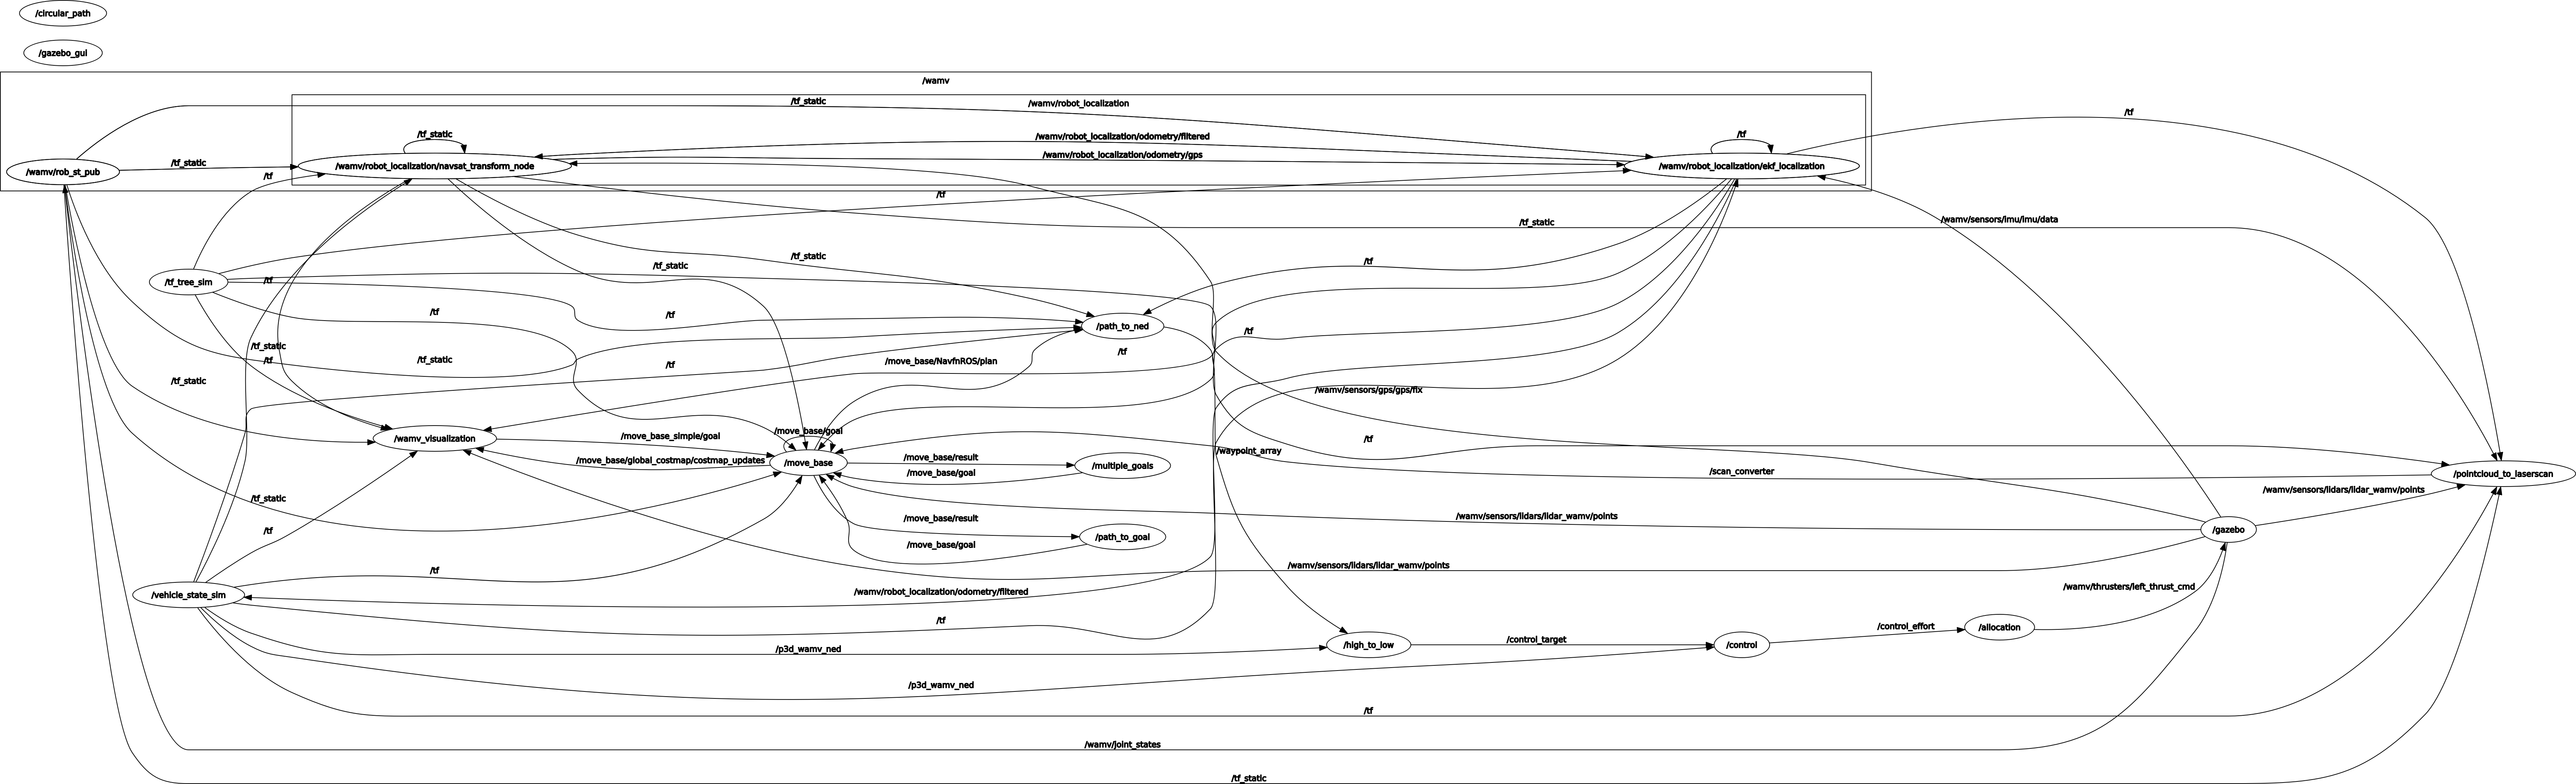 /circular_path
/gazebo_gui
/wamv
/tf_static
/wamv/robot_localization
/tf
/tf_static
/wamv/robot_localization/odometry/filtered
/tf
/wamv/robot_localization/odometry/gps
/tf_static
/wamv/rob_st_pub
/wamv/robot_localization/navsat_transform_node
/wamv/robot_localization/ekf_localization
/tf
/tf
/wamv/sensors/imu/imu/data
/tf_static
/tf_static
/tf
/tf_static
/tf_tree_sim
/tf
/tf
/tf
/path_to_ned
/tf
/tf_static
/tf
/tf
/tf_static
/move_base/NavfnROS/plan
/tf
/tf_static
/wamv/sensors/gps/gps/fix
/wamv_visualization
/move_base_simple/goal
/move_base/goal
/tf
/waypoint_array
/move_base/global_costmap/costmap_updates
/move_base
/move_base/result
/move_base/goal
/multiple_goals
/scan_converter
/pointcloud_to_laserscan
/wamv/sensors/lidars/lidar_wamv/points
/tf_static
/move_base/result
/wamv/sensors/lidars/lidar_wamv/points
/tf
/path_to_goal
/gazebo
/move_base/goal
/tf
/wamv/sensors/lidars/lidar_wamv/points
/vehicle_state_sim
/wamv/robot_localization/odometry/filtered
/wamv/thrusters/left_thrust_cmd
/tf
/control_effort
/allocation
/p3d_wamv_ned
/high_to_low
/control_target
/control
/p3d_wamv_ned
/tf
/wamv/joint_states
/tf_static